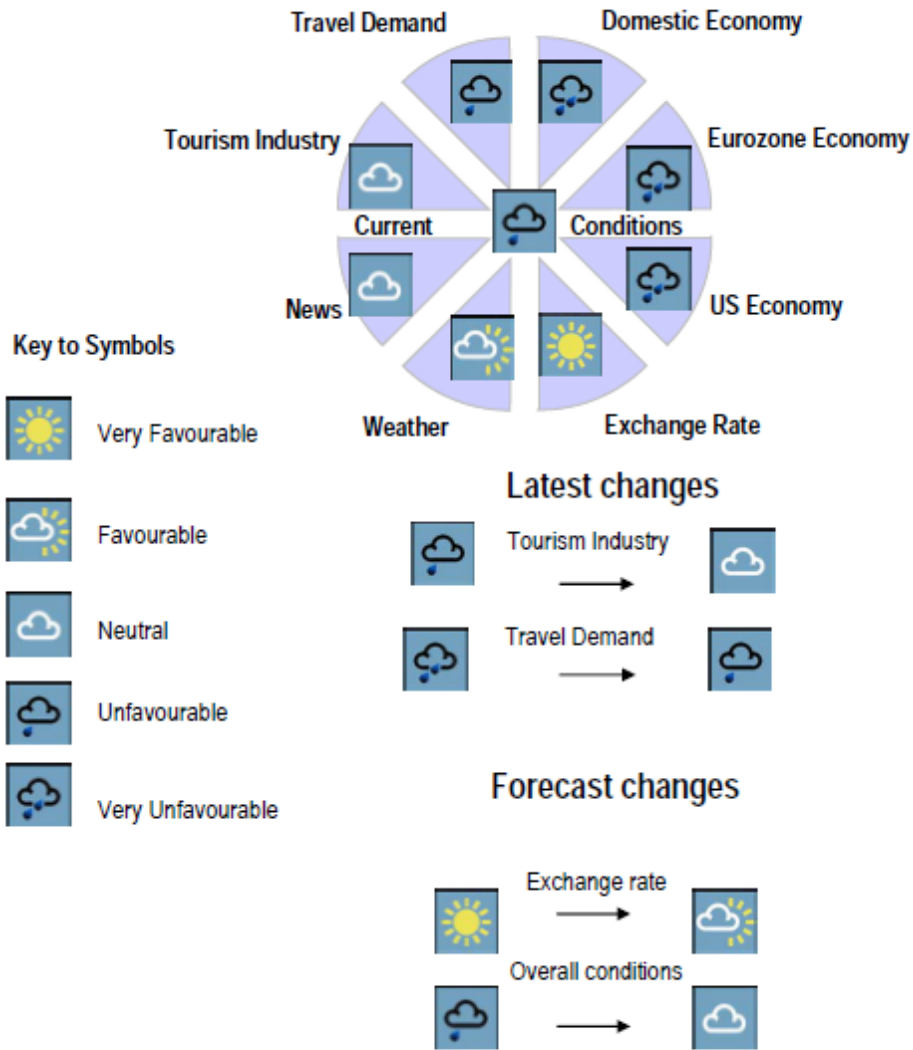 Travel Demand
Domestic Economy
Tourism Industry
Eurozone Economy
Current
Conditions
News
US Economy
Weather
Exchange Rate
Key to Symbols
Very Favourable
Favourable
Neutral
Unfavourable
Very Unfavourable
Latest changes
Tourism Industry
Travel Demand
Forecast changes
Exchange rate
Overall conditions